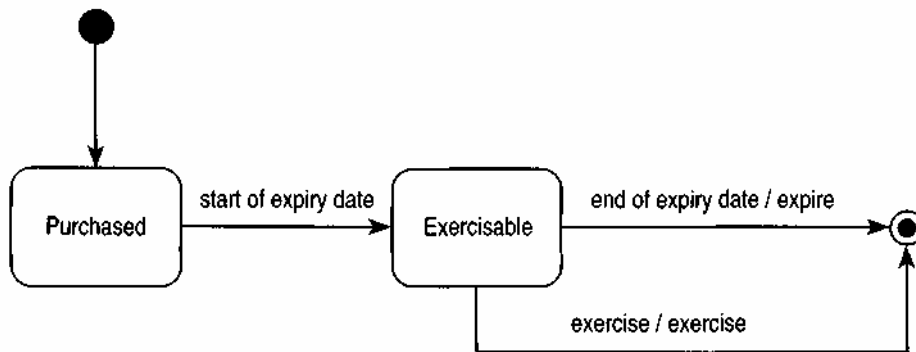 Purchased
start of expiry date
Exercisable
end of expiry date / expire
exercise / exercise